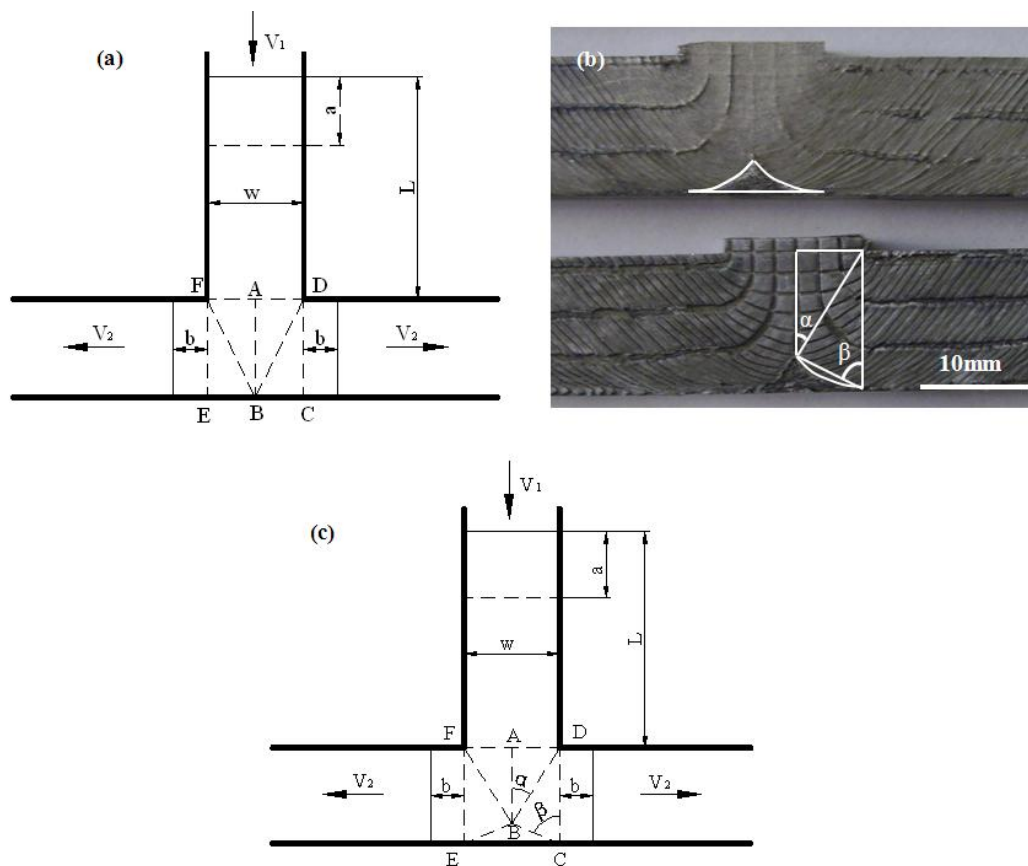 (a)
V1
a
L
w
F A D
V2 b b V2
E B C
(b)
α
β
10mm
(c)
V1
a
L
w
F A D
V2 b α b V2
β
B
E C